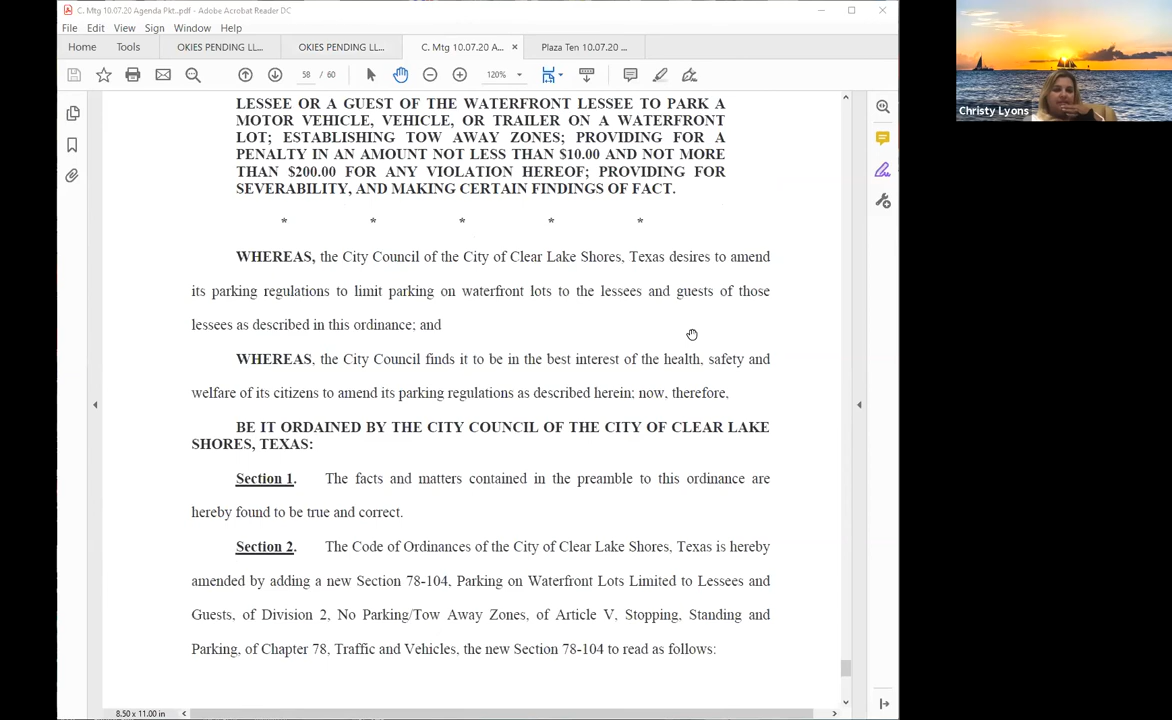 C. Mtg 10.07.20 Agenda Pkt..pdf - Adobe Acrobat Reader DC
File Edit View Sign Window Help
Home Tools OKIES PENDING LL... OKIES PENDING LL... C. Mtg 10.07.20 A... × Plaza Ten 10.07.20 ...
58 / 60 120%
LESSEE OR A GUEST OF THE WATERFRONT LESSEE TO PARK A
MOTOR VEHICLE, VEHICLE, OR TRAILER ON A WATERFRONT
LOT; ESTABLISHING TOW AWAY ZONES; PROVIDING FOR A
PENALTY IN AN AMOUNT NOT LESS THAN $10.00 AND NOT MORE
THAN $200.00 FOR ANY VIOLATION HEREOF; PROVIDING FOR
SEVERABILITY, AND MAKING CERTAIN FINDINGS OF FACT.
* * * * *
WHEREAS, the City Council of the City of Clear Lake Shores, Texas desires to amend
its parking regulations to limit parking on waterfront lots to the lessees and guests of those
lessees as described in this ordinance; and
WHEREAS, the City Council finds it to be in the best interest of the health, safety and
welfare of its citizens to amend its parking regulations as described herein; now, therefore,
BE IT ORDAINED BY THE CITY COUNCIL OF THE CITY OF CLEAR LAKE
SHORES, TEXAS:
Section 1. The facts and matters contained in the preamble to this ordinance are
hereby found to be true and correct.
Section 2. The Code of Ordinances of the City of Clear Lake Shores, Texas is hereby
amended by adding a new Section 78-104, Parking on Waterfront Lots Limited to Lessees and
Guests, of Division 2, No Parking/Tow Away Zones, of Article V, Stopping, Standing and
Parking, of Chapter 78, Traffic and Vehicles, the new Section 78-104 to read as follows:
8.50 x 11.00 in
Christy Lyons